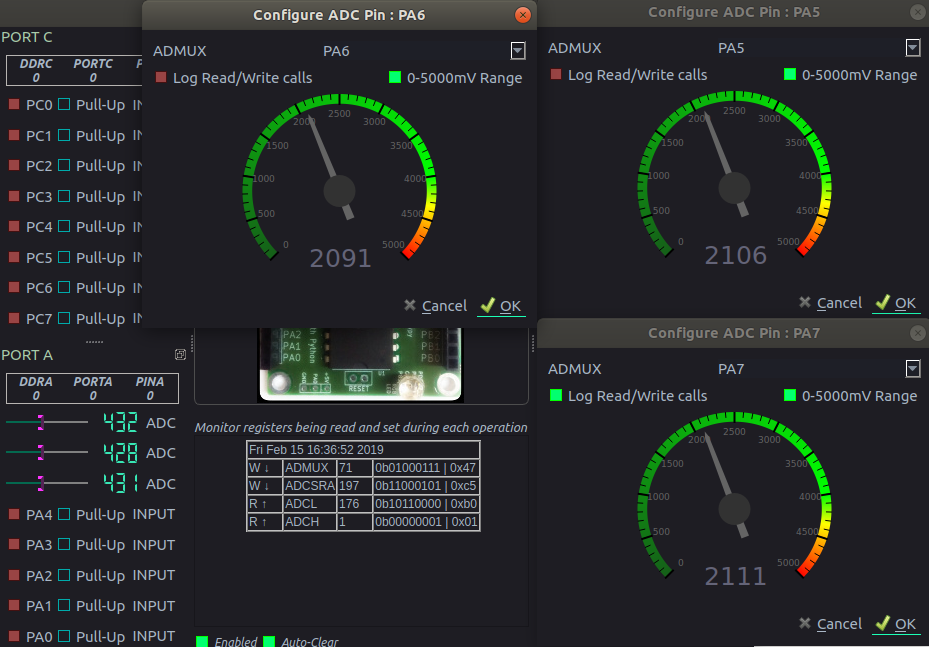 Configure ADC Pin : PA6
ADMUX PA6
Log Read/Write calls 0-5000mV Range
0 500 1000 1500 2000 2500 3000 3500 4000 4500 5000
2091
Cancel OK
Configure ADC Pin : PA5
ADMUX PA5
Log Read/Write calls 0-5000mV Range
0 500 1000 1500 2000 2500 3000 3500 4000 4500 5000
2106
Cancel OK
PORT C
DDRC PORTC P
0 0
PC0 Pull-Up IN
PC1 Pull-Up IN
PC2 Pull-Up IN
PC3 Pull-Up IN
PC4 Pull-Up IN
PC5 Pull-Up IN
PC6 Pull-Up IN
PC7 Pull-Up IN
PORT A
DDRA PORTA PINA
0 0 0
432 ADC
428 ADC
431 ADC
PA4 Pull-Up INPUT
PA3 Pull-Up INPUT
PA2 Pull-Up INPUT
PA1 Pull-Up INPUT
PA0 Pull-Up INPUT
PA2 PB2
PA1 PB1
PA0 PB0
Python
RESET
Monitor registers being read and set during each operation
Fri Feb 15 16:36:52 2019
W ↓ ADMUX 71 0b01000111 | 0x47
W ↓ ADCSRA 197 0b11000101 | 0xc5
R ↑ ADCL 176 0b10110000 | 0xb0
R ↑ ADCH 1 0b00000001 | 0x01
Enabled Auto-Clear
Configure ADC Pin : PA7
ADMUX PA7
Log Read/Write calls 0-5000mV Range
0 500 1000 1500 2000 2500 3000 3500 4000 4500 5000
2111
Cancel OK